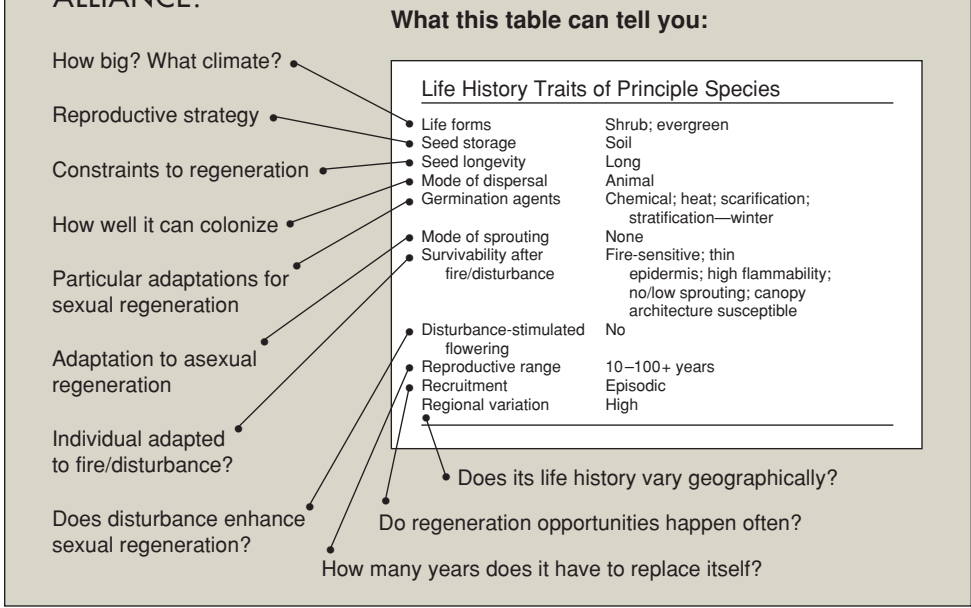 ALLIANCE?
What this table can tell you:
How big? What climate?
Reproductive strategy
Constraints to regeneration
How well it can colonize
Particular adaptations for
sexual regeneration
Adaptation to asexual
regeneration
Individual adapted
to fire/disturbance?
Does disturbance enhance
sexual regeneration?
Life History Traits of Principle Species
Life forms Shrub; evergreen
Seed storage Soil
Seed longevity Long
Mode of dispersal Animal
Germination agents Chemical; heat; scarification;
stratification—winter
Mode of sprouting None
Survivability after Fire-sensitive; thin
fire/disturbance epidermis; high flammability;
no/low sprouting; canopy
architecture susceptible
Disturbance-stimulated No
flowering
Reproductive range 10–100+ years
Recruitment Episodic
Regional variation High
Does its life history vary geographically?
Do regeneration opportunities happen often?
How many years does it have to replace itself?